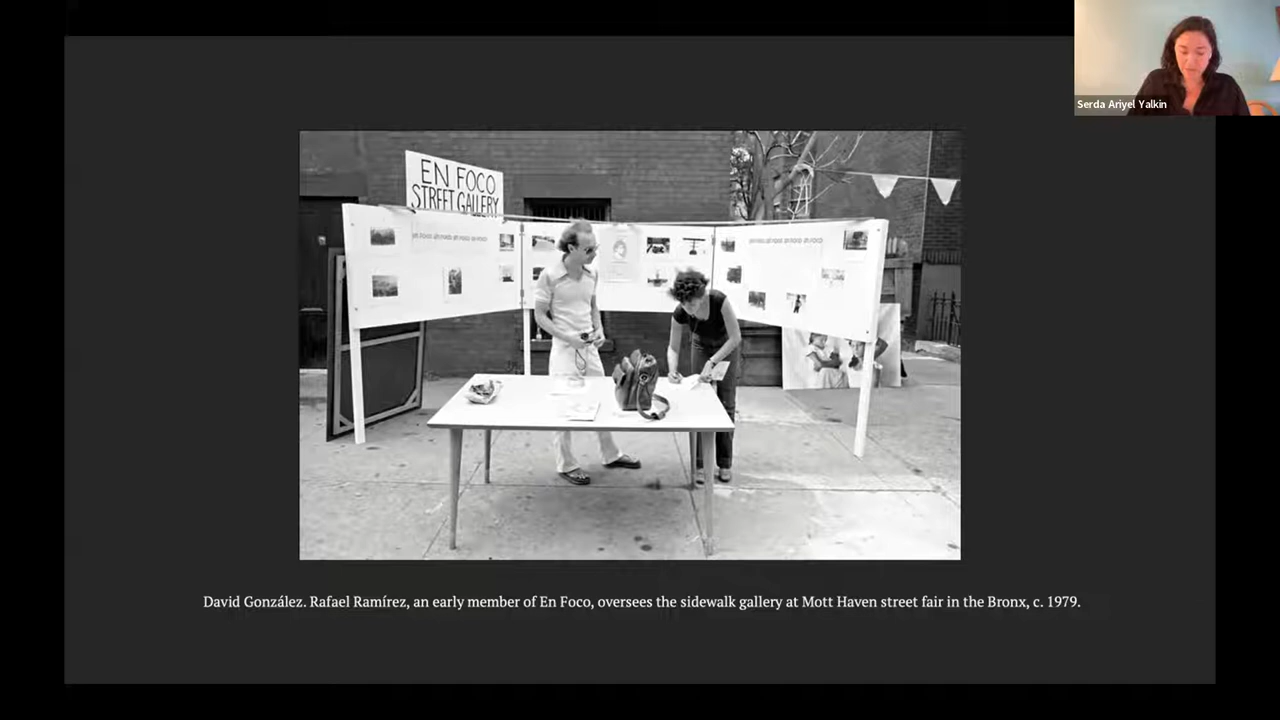 Serda Ariyel Yalkin
EN FOCO
STREET GALLERY
David González. Rafael Ramírez, an early member of En Foco, oversees the sidewalk gallery at Mott Haven street fair in the Bronx, c. 1979.